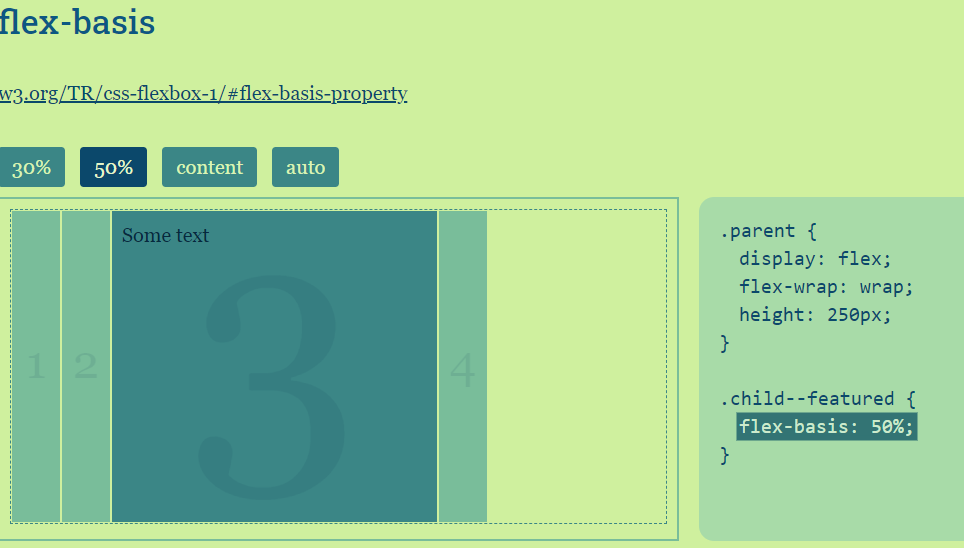 flex-basis
w3.org/TR/css-flexbox-1/#flex-basis-property
30% 50% content auto
Some text
1 2 3 4
.parent {
display: flex;
flex-wrap: wrap;
height: 250px;
}
.child--featured {
flex-basis: 50%;
}